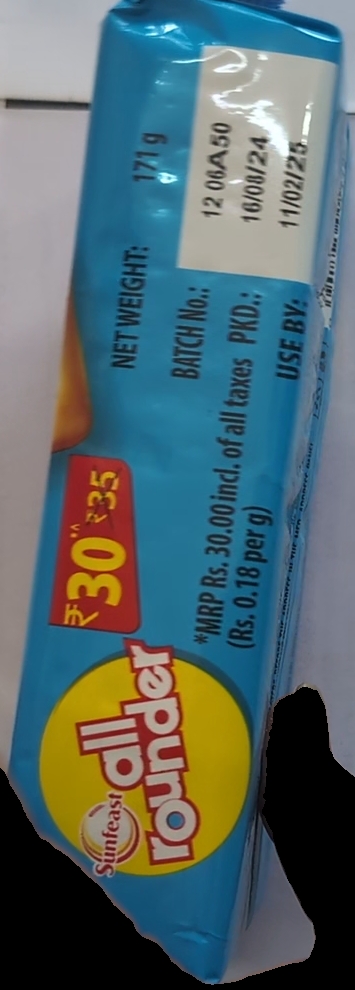 Sunfeast
all
rounder
₹30*^ ₹35
NET WEIGHT: 171 g
BATCH No.: 12 06A50
*MRP Rs. 30.00 incl. of all taxes PKD.: 16/08/24
(Rs. 0.18 per g) USE BY: 11/02/25